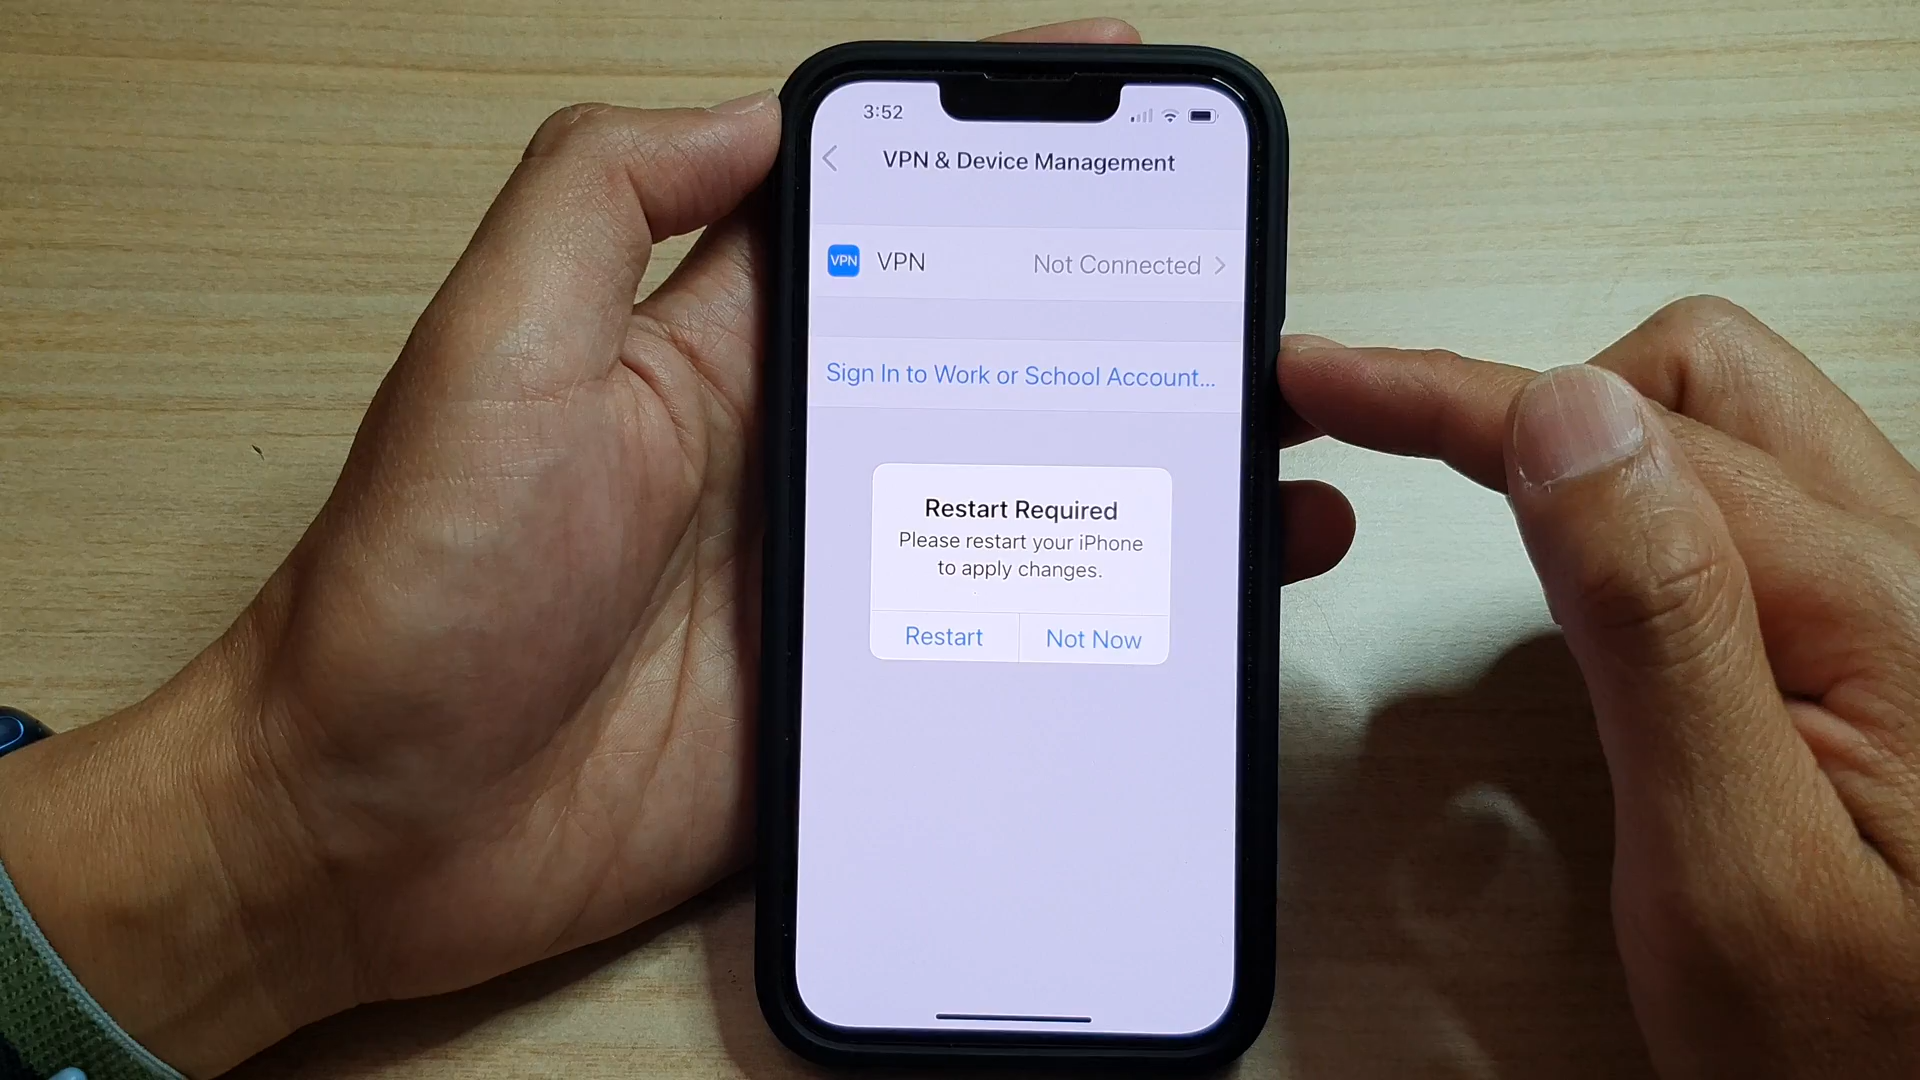 3:52
VPN & Device Management
VPN VPN Not Connected
Sign In to Work or School Account...
Restart Required
Please restart your iPhone
to apply changes.
Restart Not Now